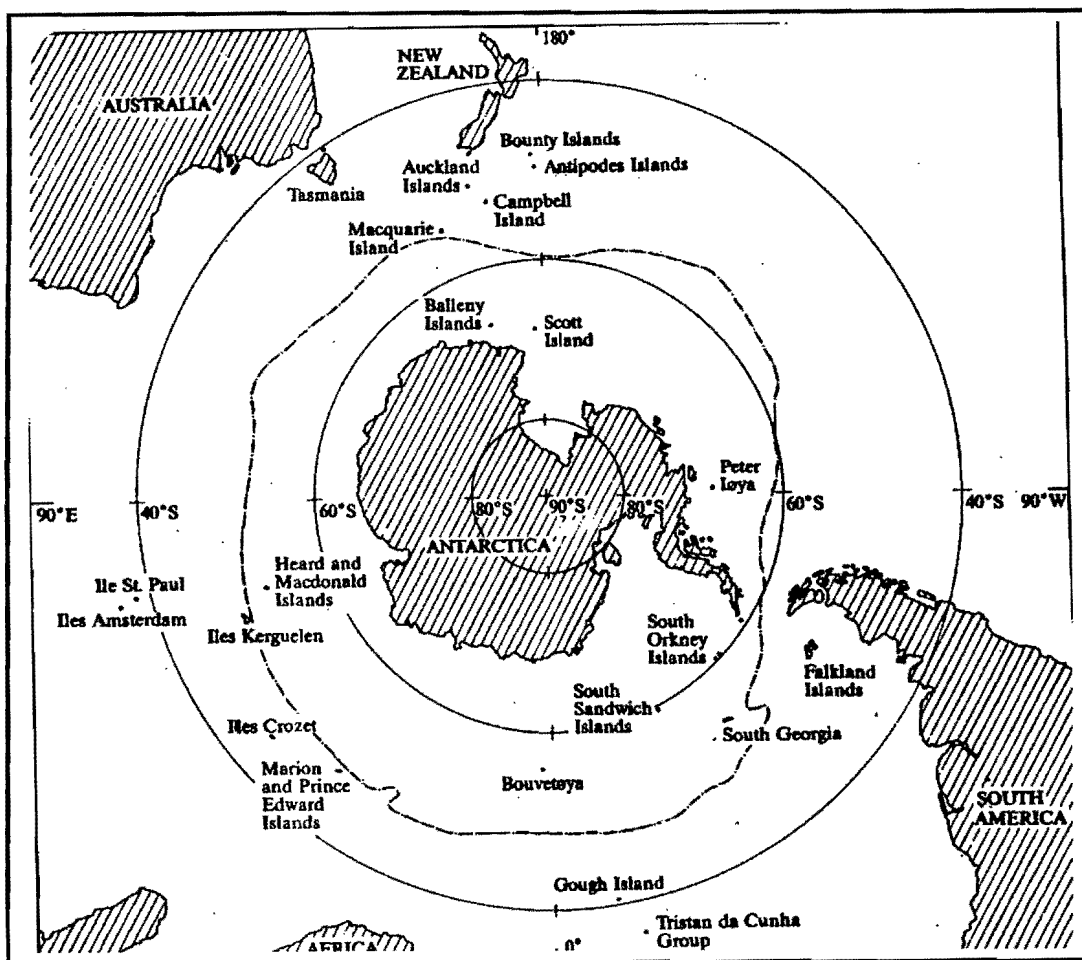 180°
NEW
ZEALAND
AUSTRALIA
Bounty Islands
Antipodes Islands
Auckland
Islands
Campbell
Island
Tasmania
Macquarie
Island
Balleny
Islands
Scott
Island
Peter
Iøya
90°E
40°S
60°S
80°S
90°S
80°S
60°S
40°S
90°W
ANTARCTICA
Heard and
Macdonald
Islands
Ile St. Paul
Iles Amsterdam
Iles Kerguelen
South
Orkney
Islands
Falkland
Islands
South
Sandwich
Islands
South Georgia
Iles Crozet
Marion
and Prince
Edward
Islands
Bouvetøya
SOUTH
AMERICA
Gough Island
Tristan da Cunha
Group
AFRICA
0°